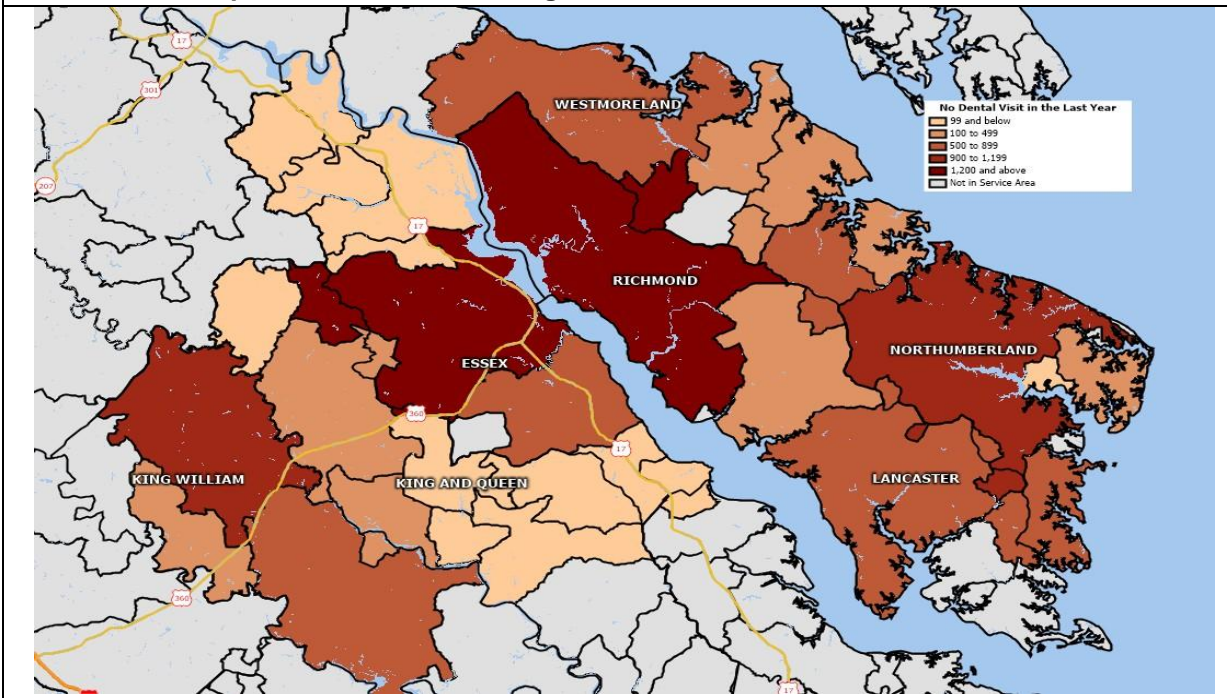 17
301
WESTMORELAND
No Dental Visit in the Last Year
99 and below
100 to 499
500 to 899
900 to 1,199
1,200 and above
Not in Service Area
207
17
RICHMOND
NORTHUMBERLAND
ESSEX
360
17
KING WILLIAM
KING AND QUEEN
LANCASTER
360
17